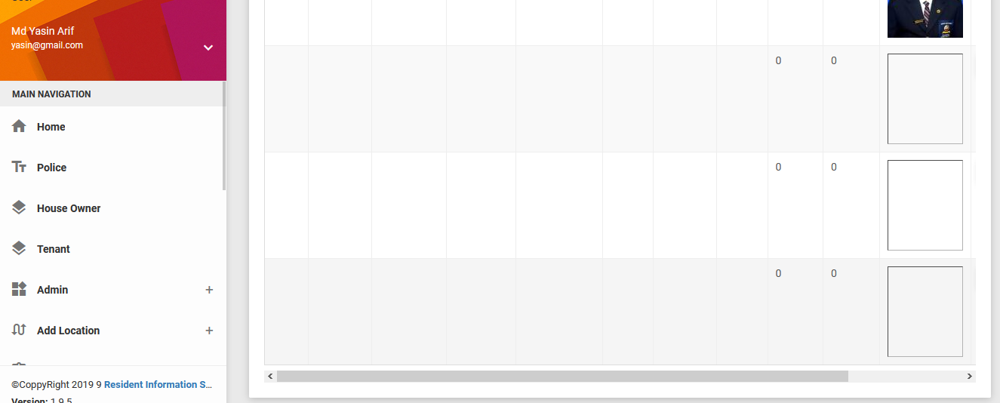 Md Yasin Arif
yasin@gmail.com
MAIN NAVIGATION
Home
Police
House Owner
Tenant
Admin +
Add Location +
©CoppyRight 2019 9 Resident Information S...
Version: 1.9.5
0 0
0 0
0 0